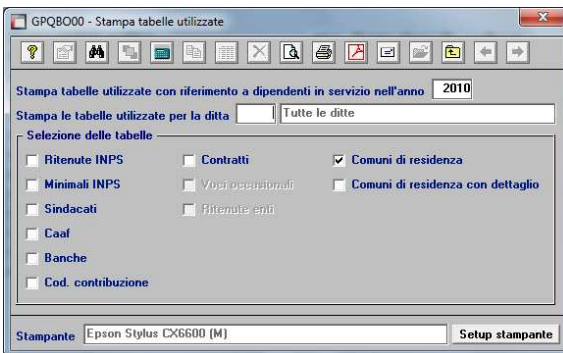 GPQBO00 - Stampa tabelle utilizzate
Stampa tabelle utilizzate con riferimento a dipendenti in servizio nell'anno 2010
Stampa le tabelle utilizzate per la ditta Tutte le ditte
Selezione delle tabelle
Ritenute INPS Contratti Comuni di residenza
Minimali INPS Voci occasionali Comuni di residenza con dettaglio
Sindacati Ritenute enti
Caaf
Banche
Cod. contribuzione
Stampante Epson Stylus CX6600 (M) Setup stampante